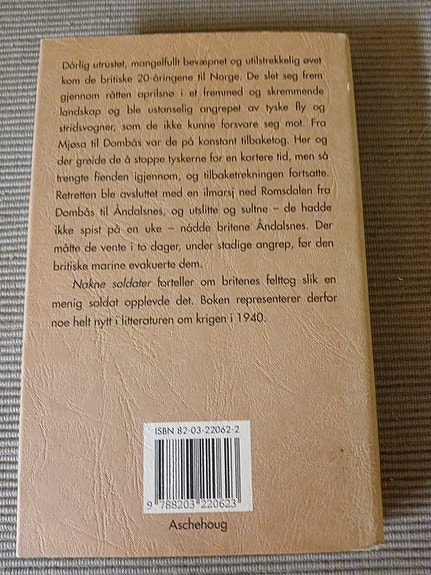 Dårlig utrustet, mangelfullt bevæpnet og utilstrekkelig øvet
kom de britiske 20-åringene til Norge. De slet seg frem
gjennom råtten aprilsnø i et fremmed og skremmende
landskap og ble ustanselig angrepet av tyske fly og
stridsvogner, som de ikke kunne forsvare seg mot. Fra
Mjøsa til Dombås var de på konstant tilbaketog. Her og
der greide de å stoppe tyskerne for en kortere tid, men så
trengte fienden igjennom, og tilbaketrekningen fortsatte.
Retretten ble avsluttet med en ilmarsj ned Romsdalen fra
Dombås til Åndalsnes, og utslitte og sultne – de hadde
ikke spist på en uke – nådde britene Åndalsnes. Der
måtte de vente i to dager, under stadige angrep, før den
britiske marine evakuerte dem.
Nakne soldater forteller om britenes felttog slik en
menig soldat opplevde det. Boken representerer derfor
noe helt nytt i litteraturen om krigen i 1940.
ISBN 82-03-22062-2
9 788203 220623
Aschehoug